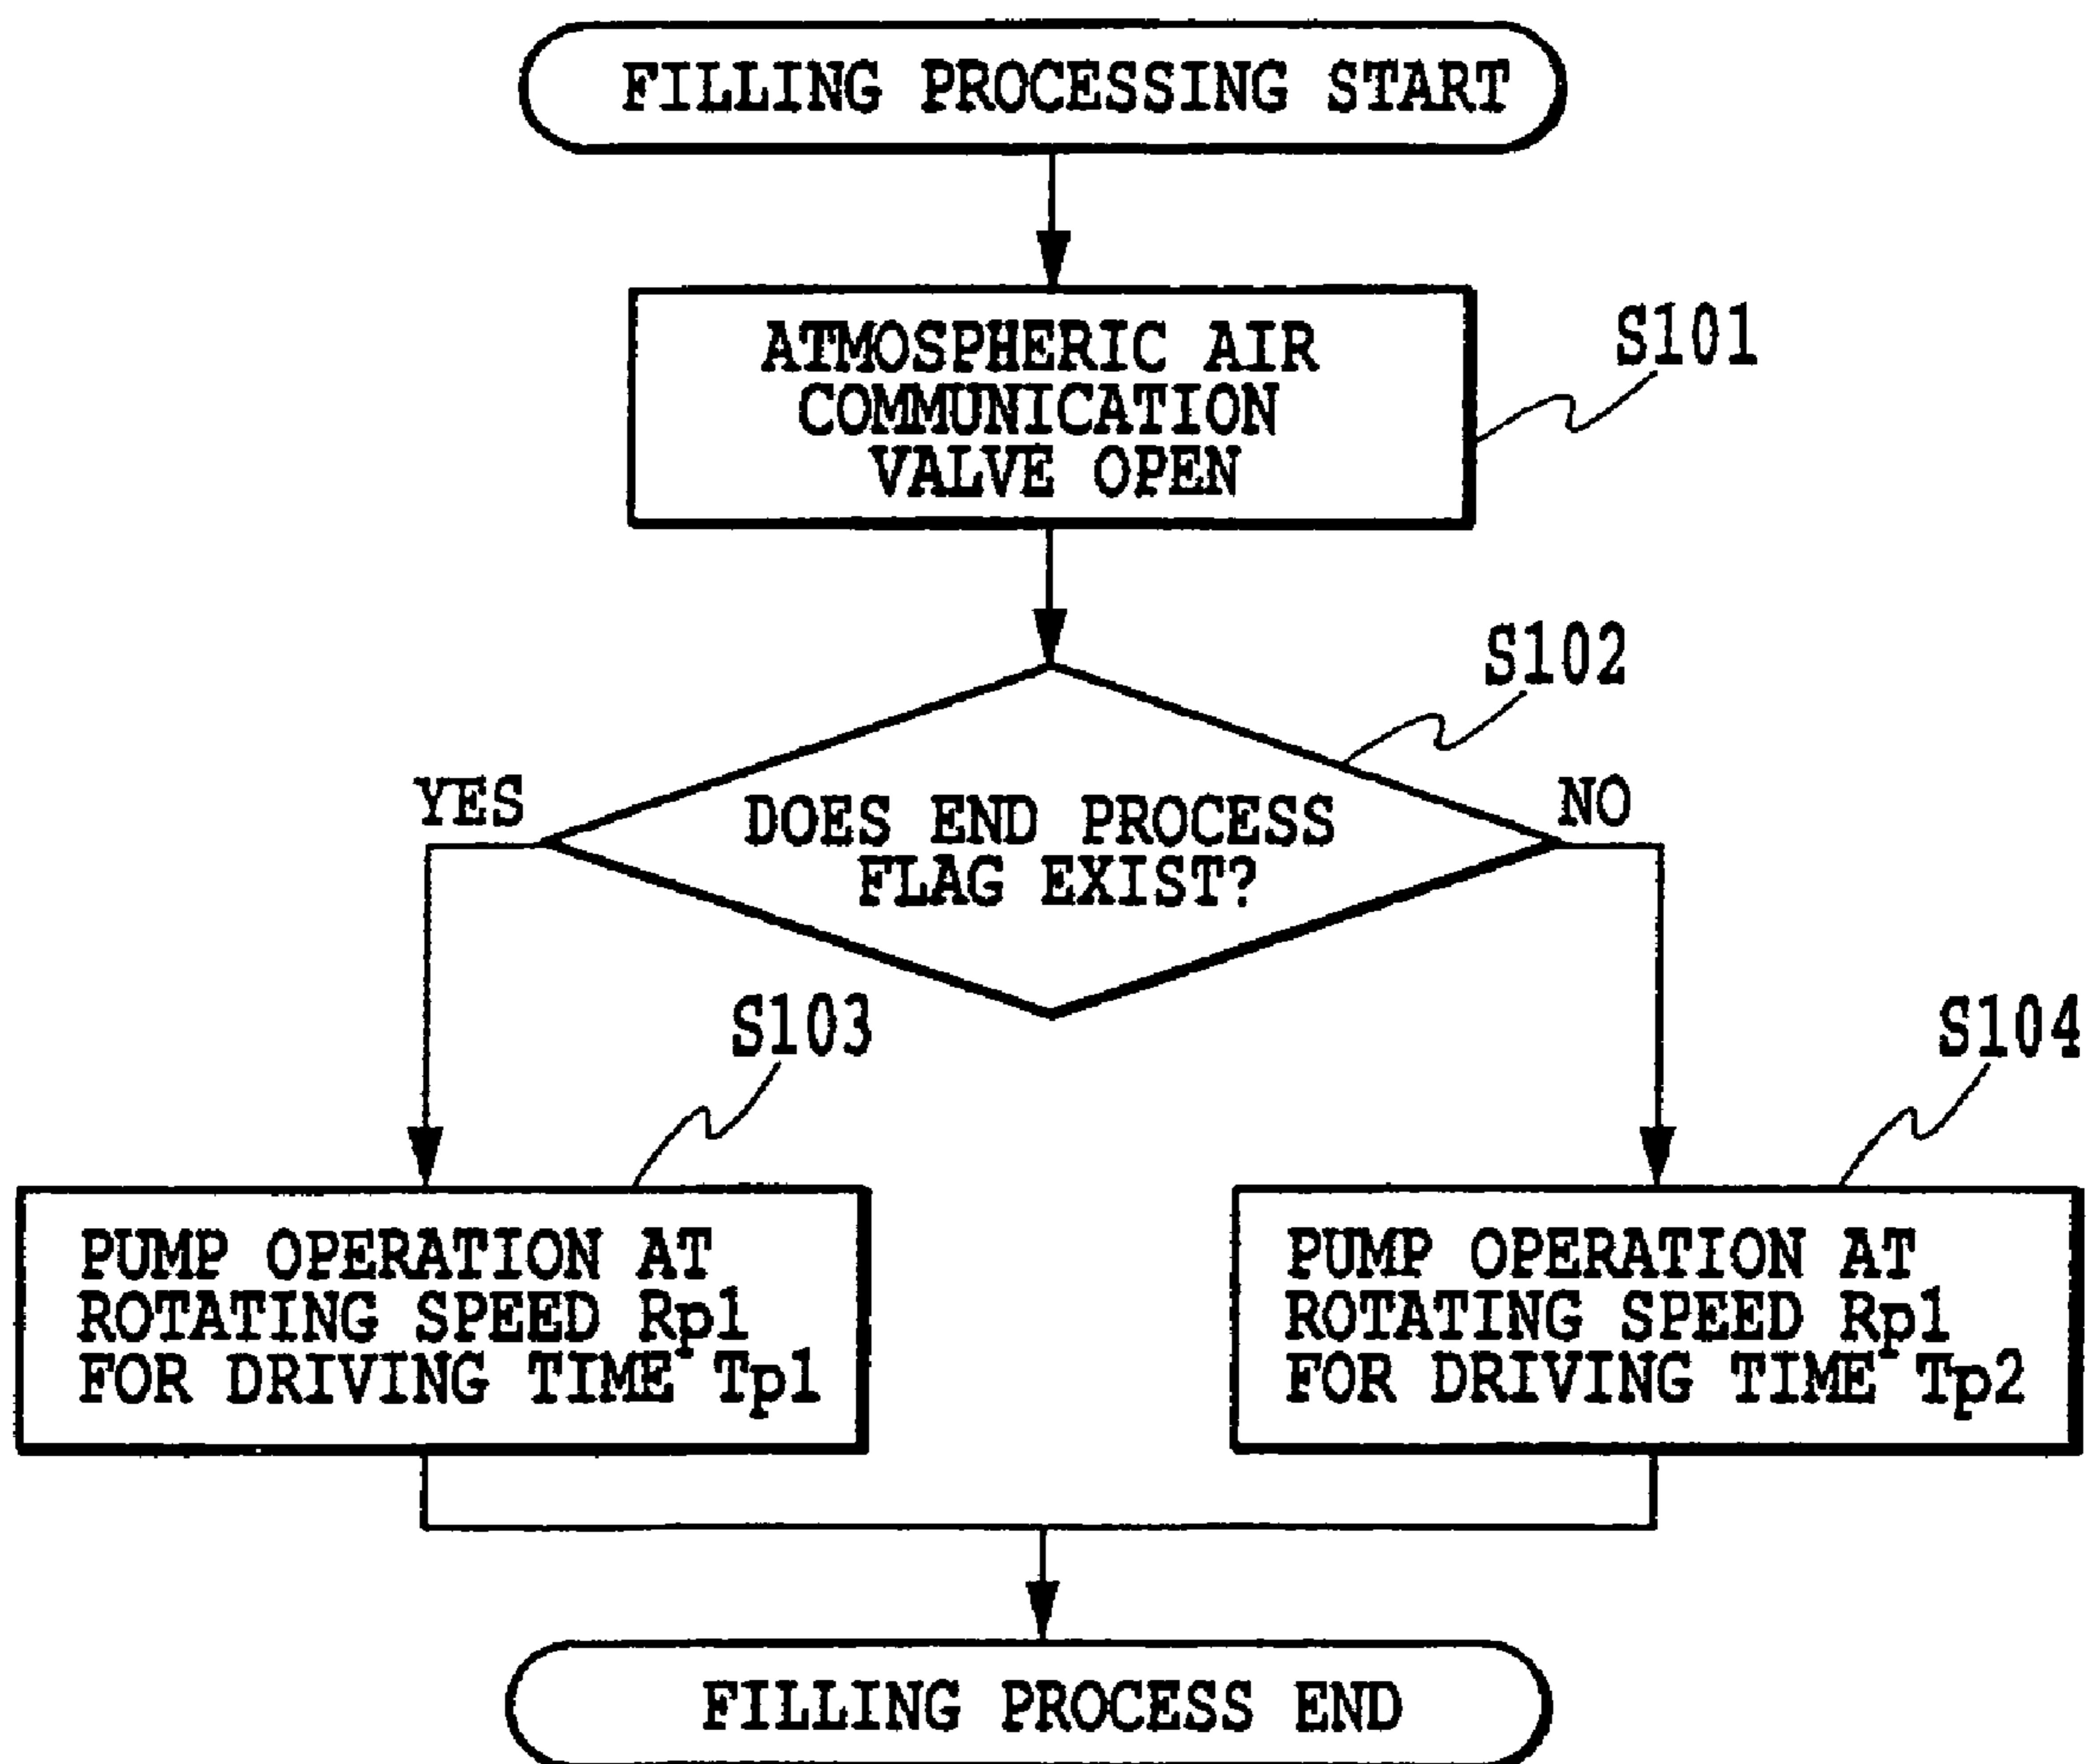 FILLING PROCESSING START
ATMOSPHERIC AIR
COMMUNICATION
VALVE OPEN
S101
S102
YES
NO
DOES END PROCESS
FLAG EXIST?
S103
S104
PUMP OPERATION AT
ROTATING SPEED Rp1
FOR DRIVING TIME Tp1
PUMP OPERATION AT
ROTATING SPEED Rp1
FOR DRIVING TIME Tp2
FILLING PROCESS END